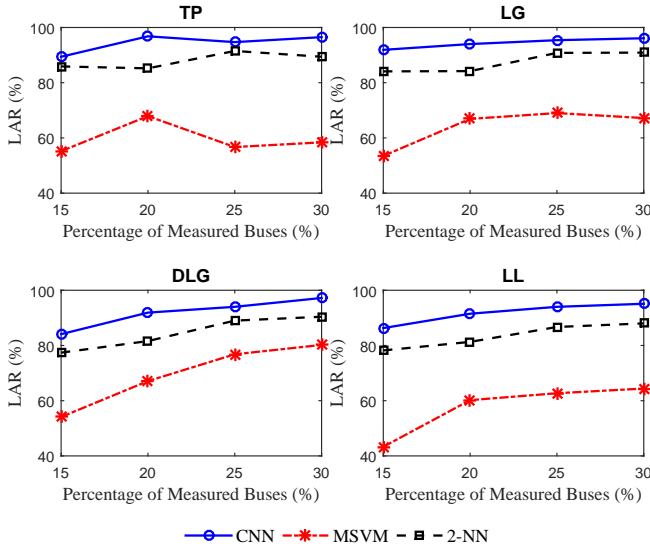 TP
LAR (%)
100
80
60
40
15 20 25 30
Percentage of Measured Buses (%)
LG
LAR (%)
100
80
60
40
15 20 25 30
Percentage of Measured Buses (%)
DLG
LAR (%)
100
80
60
40
15 20 25 30
Percentage of Measured Buses (%)
LL
LAR (%)
100
80
60
40
15 20 25 30
Percentage of Measured Buses (%)
CNN MSVM 2-NN